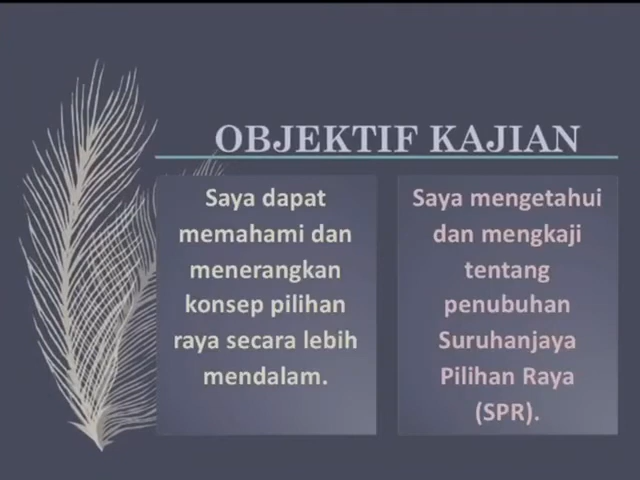 OBJEKTIF KAJIAN
Saya dapat
memahami dan
menerangkan
konsep pilihan
raya secara lebih
mendalam.
Saya mengetahui
dan mengkaji
tentang
penubuhan
Suruhanjaya
Pilihan Raya
(SPR).